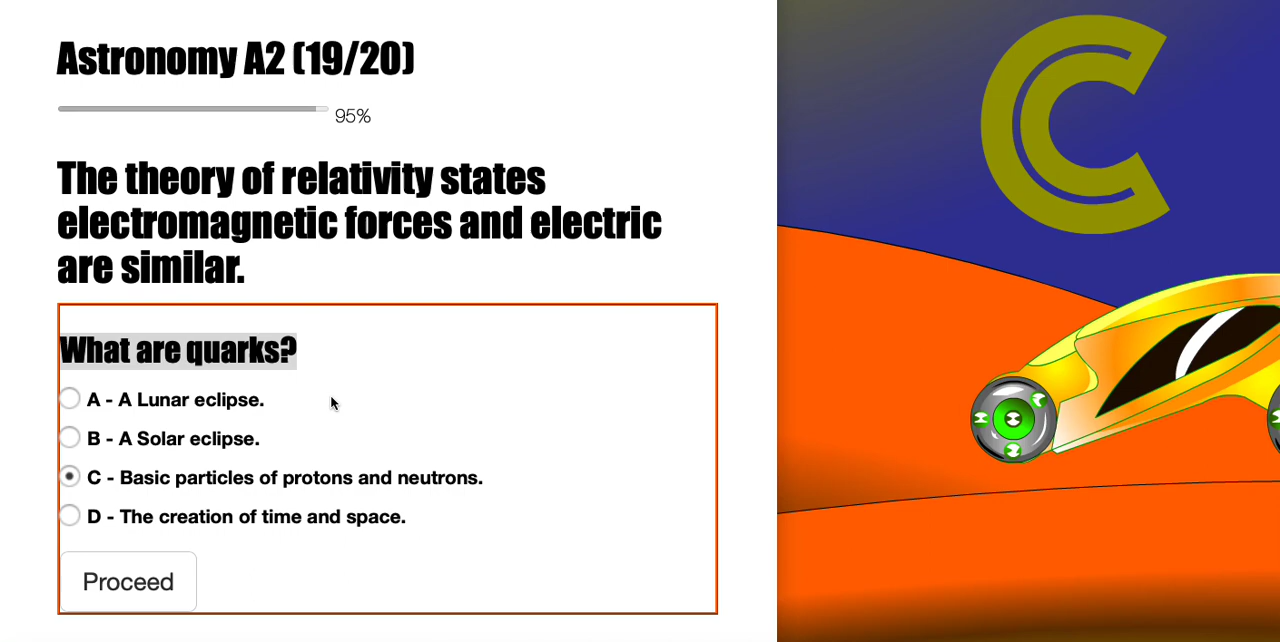 Astronomy A2 (19/20)
95%
The theory of relativity states
electromagnetic forces and electric
are similar.
What are quarks?
A - A Lunar eclipse.
B - A Solar eclipse.
C - Basic particles of protons and neutrons.
D - The creation of time and space.
Proceed
C